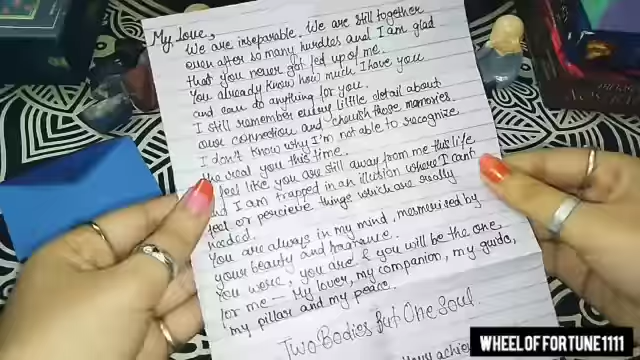 My Love,
We are inseparable. We are still together
even after so many hurdles and I am glad
that you never got fed up of me.
You already know how much I love you
and can do anything for you.
I still remember every little detail about
our connection and cherish those memories.
I don't know why I'm not able to recognize,
the real you this time.
I feel like you are still away from me this life
and I am trapped in an illusion where I can't
feel or percieve things which are really
needed.
You are always in my mind, mesmerised by
your beauty and fragrance.
You were, you are & you will be the one,
for me - My lover, my companion, my guide,
my pillar and my peace.
Two Bodies but One Soul.
WHEEL OF FORTUNE1111